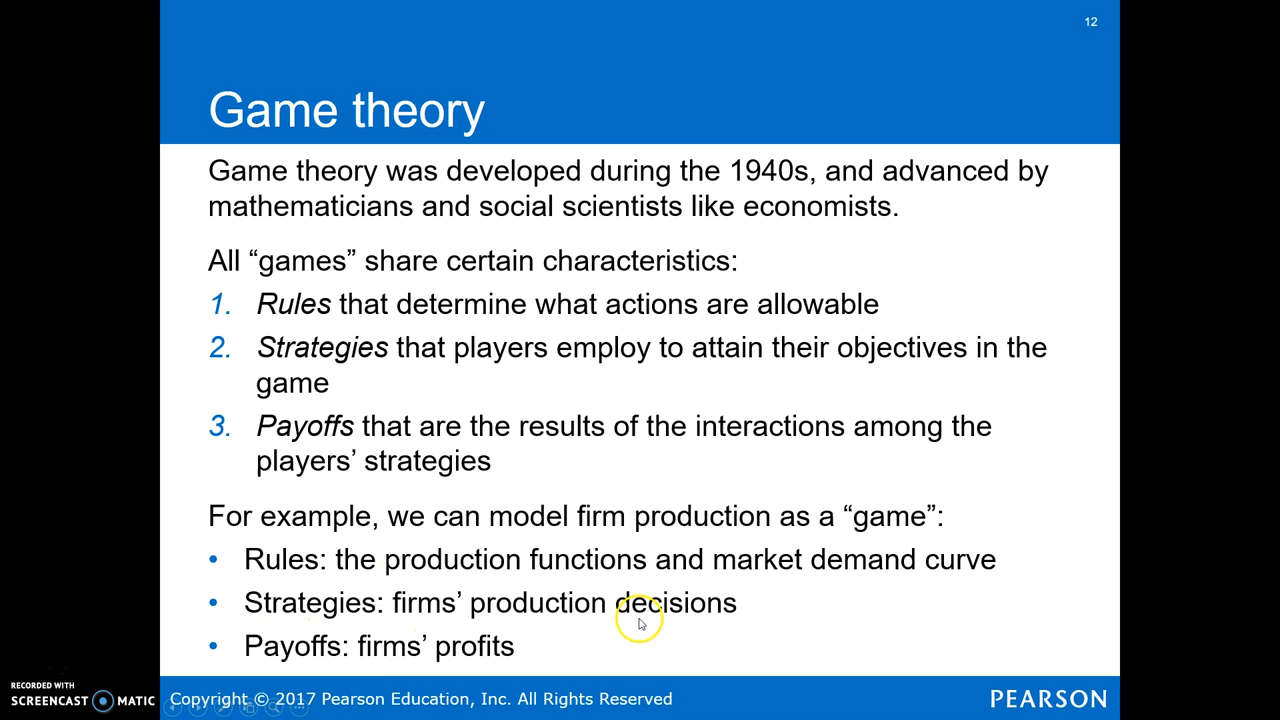 12
Game theory
Game theory was developed during the 1940s, and advanced by
mathematicians and social scientists like economists.
All “games” share certain characteristics:
1. Rules that determine what actions are allowable
2. Strategies that players employ to attain their objectives in the
game
3. Payoffs that are the results of the interactions among the
players’ strategies
For example, we can model firm production as a “game”:
• Rules: the production functions and market demand curve
• Strategies: firms’ production decisions
• Payoffs: firms’ profits
RECORDED WITH
SCREENCAST MATIC
Copyright © 2017 Pearson Education, Inc. All Rights Reserved
PEARSON